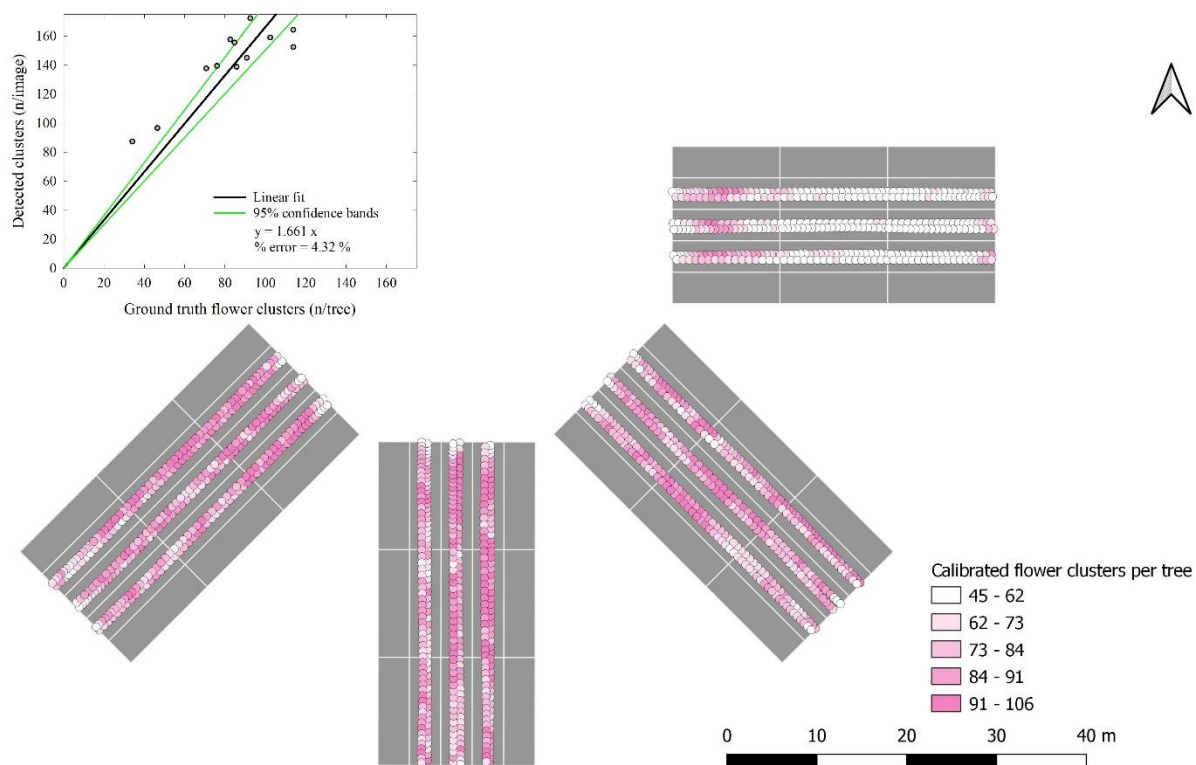 160
140
120
100
80
60
40
20
0
Detected clusters (n/image)
Linear fit
95% confidence bands
y = 1.661 x
% error = 4.32 %
0 20 40 60 80 100 120 140 160
Ground truth flower clusters (n/tree)
Calibrated flower clusters per tree
45 - 62
62 - 73
73 - 84
84 - 91
91 - 106
0 10 20 30 40 m